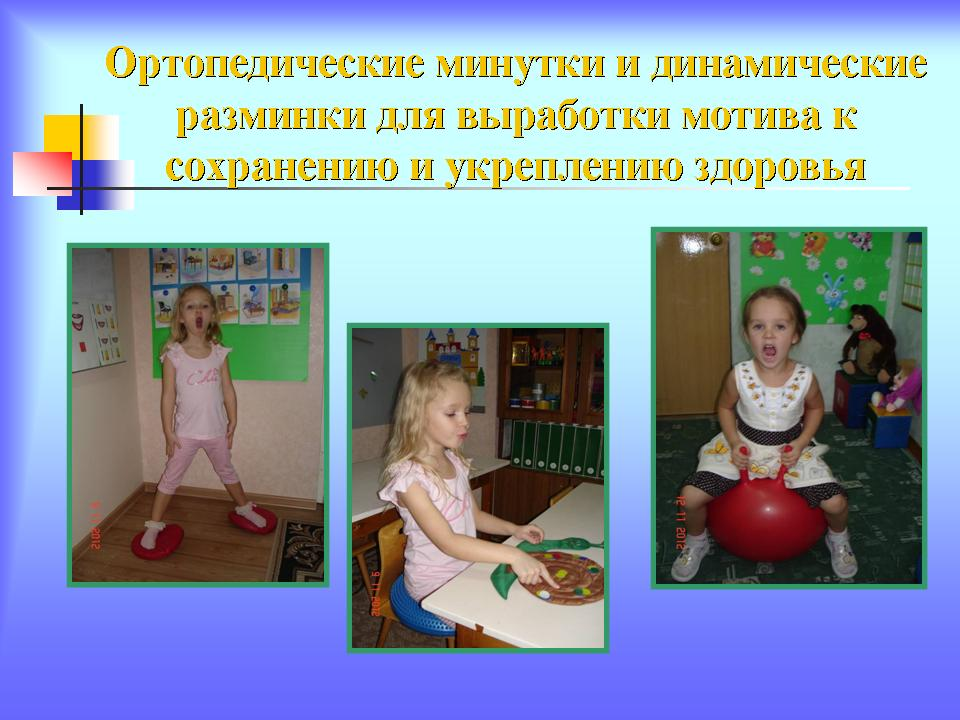 Ортопедические минутки и динамические
разминки для выработки мотива к
сохранению и укреплению здоровья